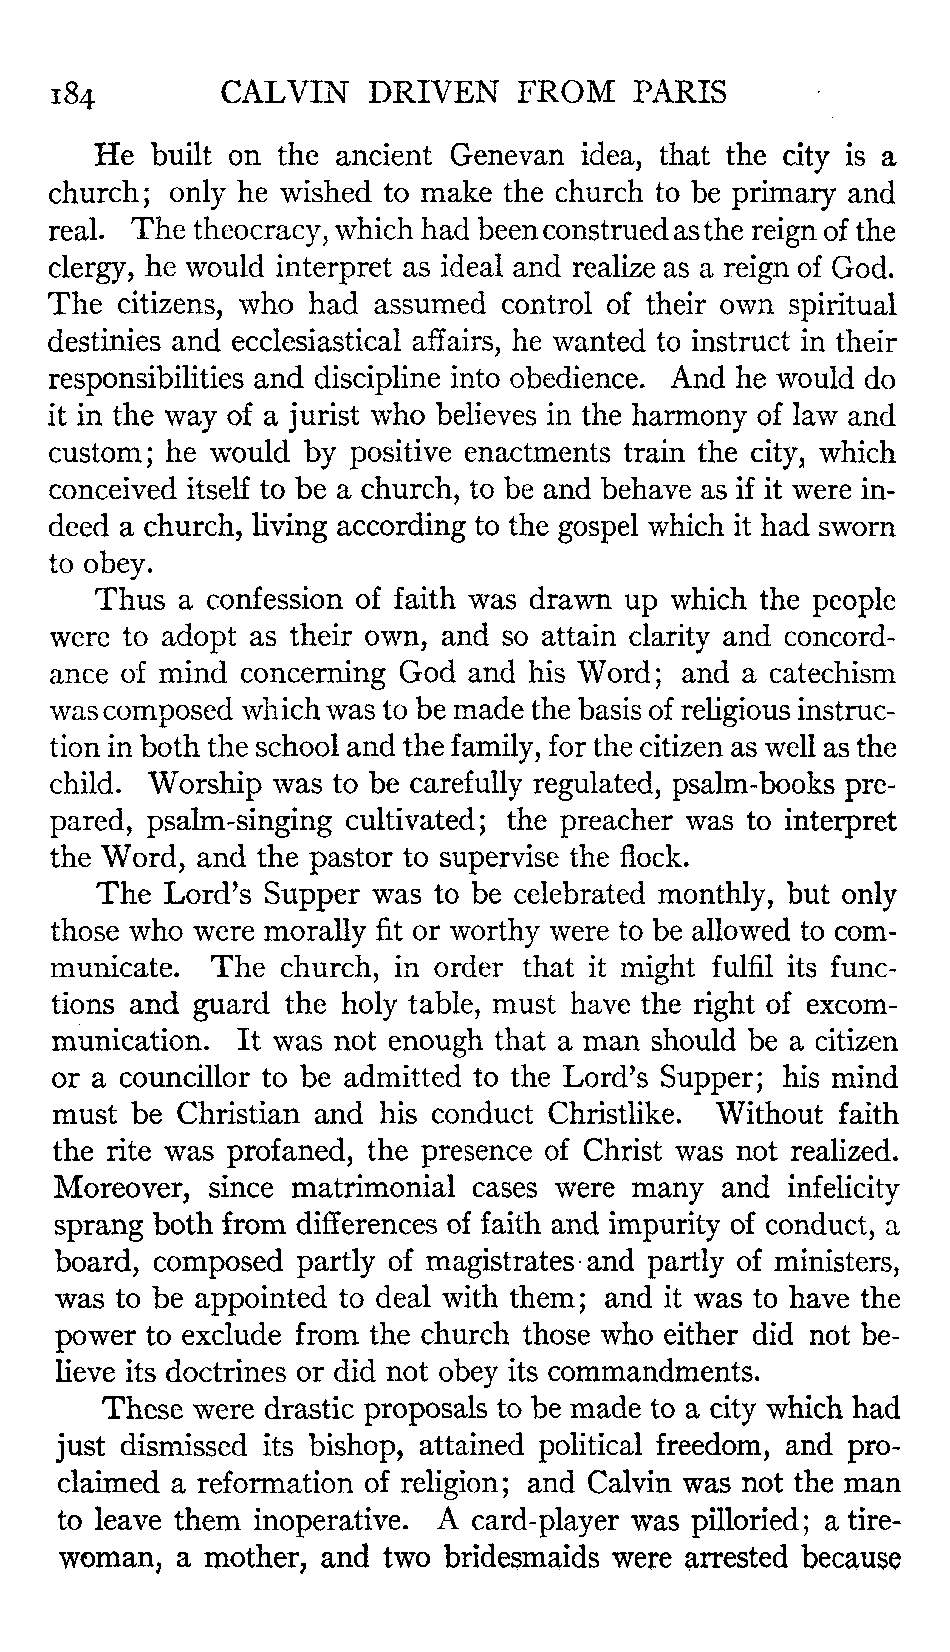 184 CALVIN DRIVEN FROM PARIS
He built on the ancient Genevan idea, that the city is a
church; only he wished to make the church to be primary and
real. The theocracy, which had been construed as the reign of the
clergy, he would interpret as ideal and realize as a reign of God.
The citizens, who had assumed control of their own spiritual
destinies and ecclesiastical affairs, he wanted to instruct in their
responsibilities and discipline into obedience. And he would do
it in the way of a jurist who believes in the harmony of law and
custom; he would by positive enactments train the city, which
conceived itself to be a church, to be and behave as if it were in-
deed a church, living according to the gospel which it had sworn
to obey.
Thus a confession of faith was drawn up which the people
were to adopt as their own, and so attain clarity and concord-
ance of mind concerning God and his Word; and a catechism
was composed which was to be made the basis of religious instruc-
tion in both the school and the family, for the citizen as well as the
child. Worship was to be carefully regulated, psalm-books pre-
pared, psalm-singing cultivated; the preacher was to interpret
the Word, and the pastor to supervise the flock.
The Lord's Supper was to be celebrated monthly, but only
those who were morally fit or worthy were to be allowed to com-
municate. The church, in order that it might fulfil its func-
tions and guard the holy table, must have the right of excom-
munication. It was not enough that a man should be a citizen
or a councillor to be admitted to the Lord's Supper; his mind
must be Christian and his conduct Christlike. Without faith
the rite was profaned, the presence of Christ was not realized.
Moreover, since matrimonial cases were many and infelicity
sprang both from differences of faith and impurity of conduct, a
board, composed partly of magistrates and partly of ministers,
was to be appointed to deal with them; and it was to have the
power to exclude from the church those who either did not be-
lieve its doctrines or did not obey its commandments.
These were drastic proposals to be made to a city which had
just dismissed its bishop, attained political freedom, and pro-
claimed a reformation of religion; and Calvin was not the man
to leave them inoperative. A card-player was pilloried; a tire-
woman, a mother, and two bridesmaids were arrested because